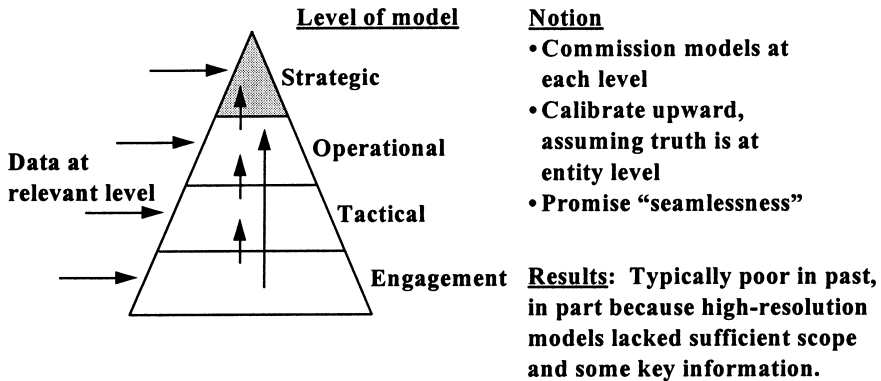 Level of model
Strategic
Operational
Tactical
Engagement
Data at
relevant level
Notion
• Commission models at
each level
• Calibrate upward,
assuming truth is at
entity level
• Promise “seamlessness”
Results:  Typically poor in past,
in part because high-resolution
models lacked sufficient scope
and some key information.